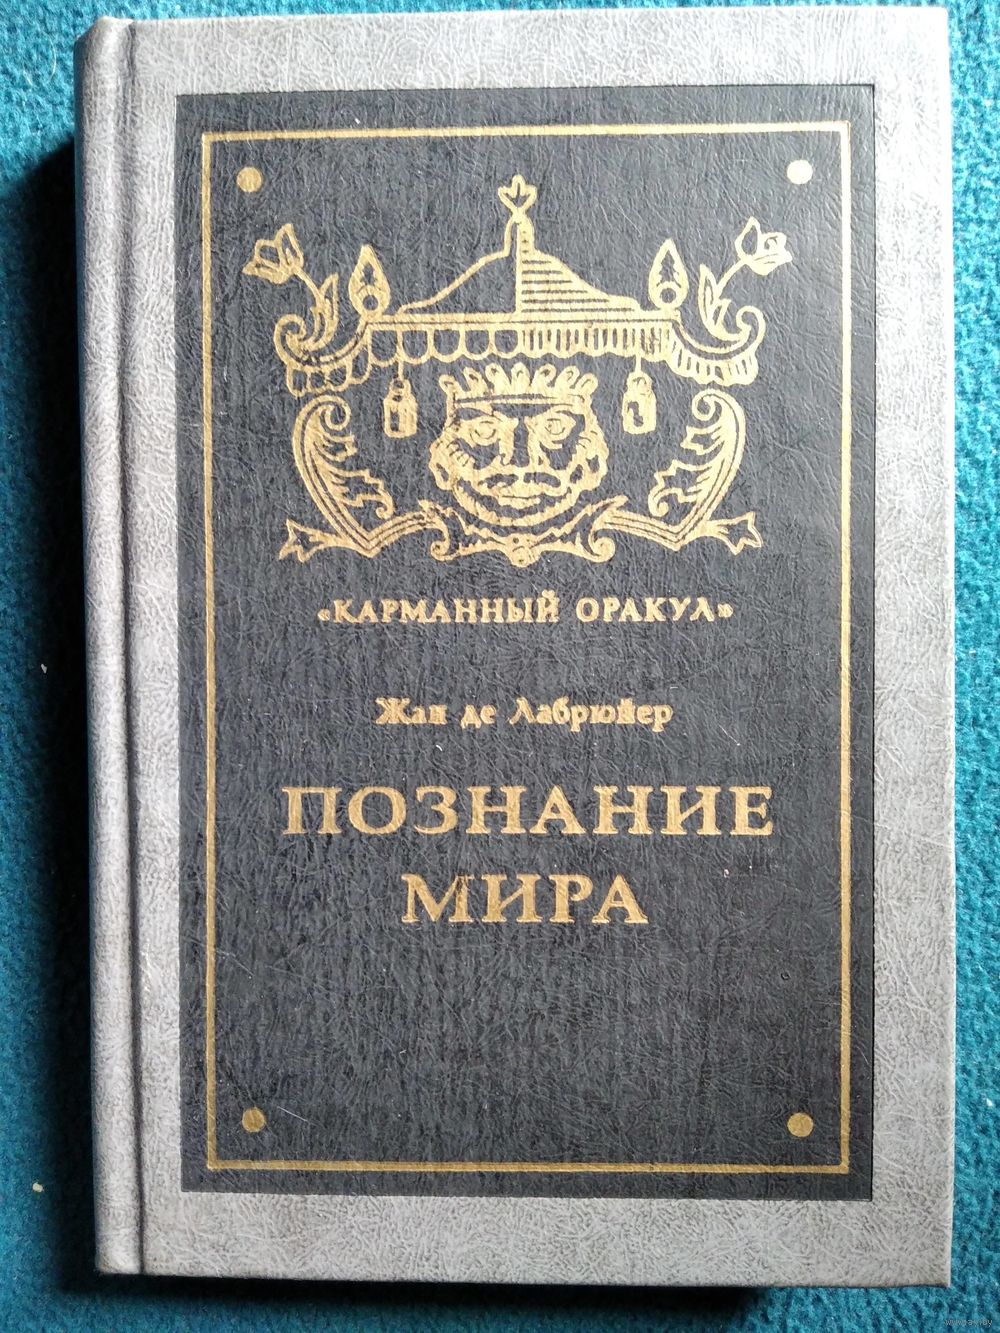 «КАРМАННЫЙ ОРАКУЛ»
Жан де Лабрюйер
ПОЗНАНИЕ
МИРА